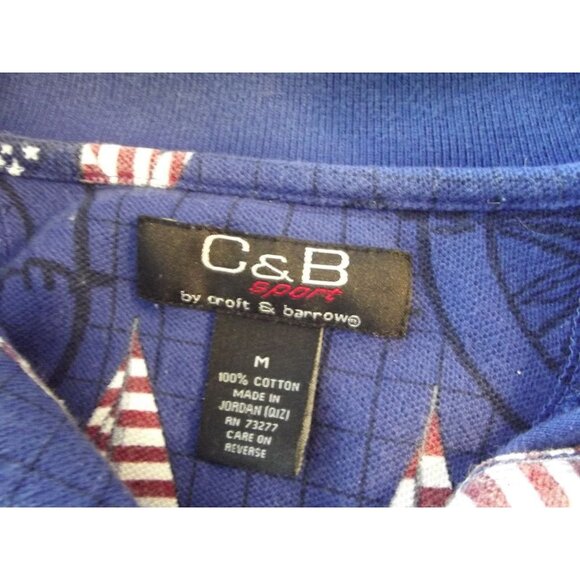 C&B
sport
by croft & barrow®
M
100% COTTON
MADE IN
JORDAN (QIZ)
RN 73277
CARE ON
REVERSE